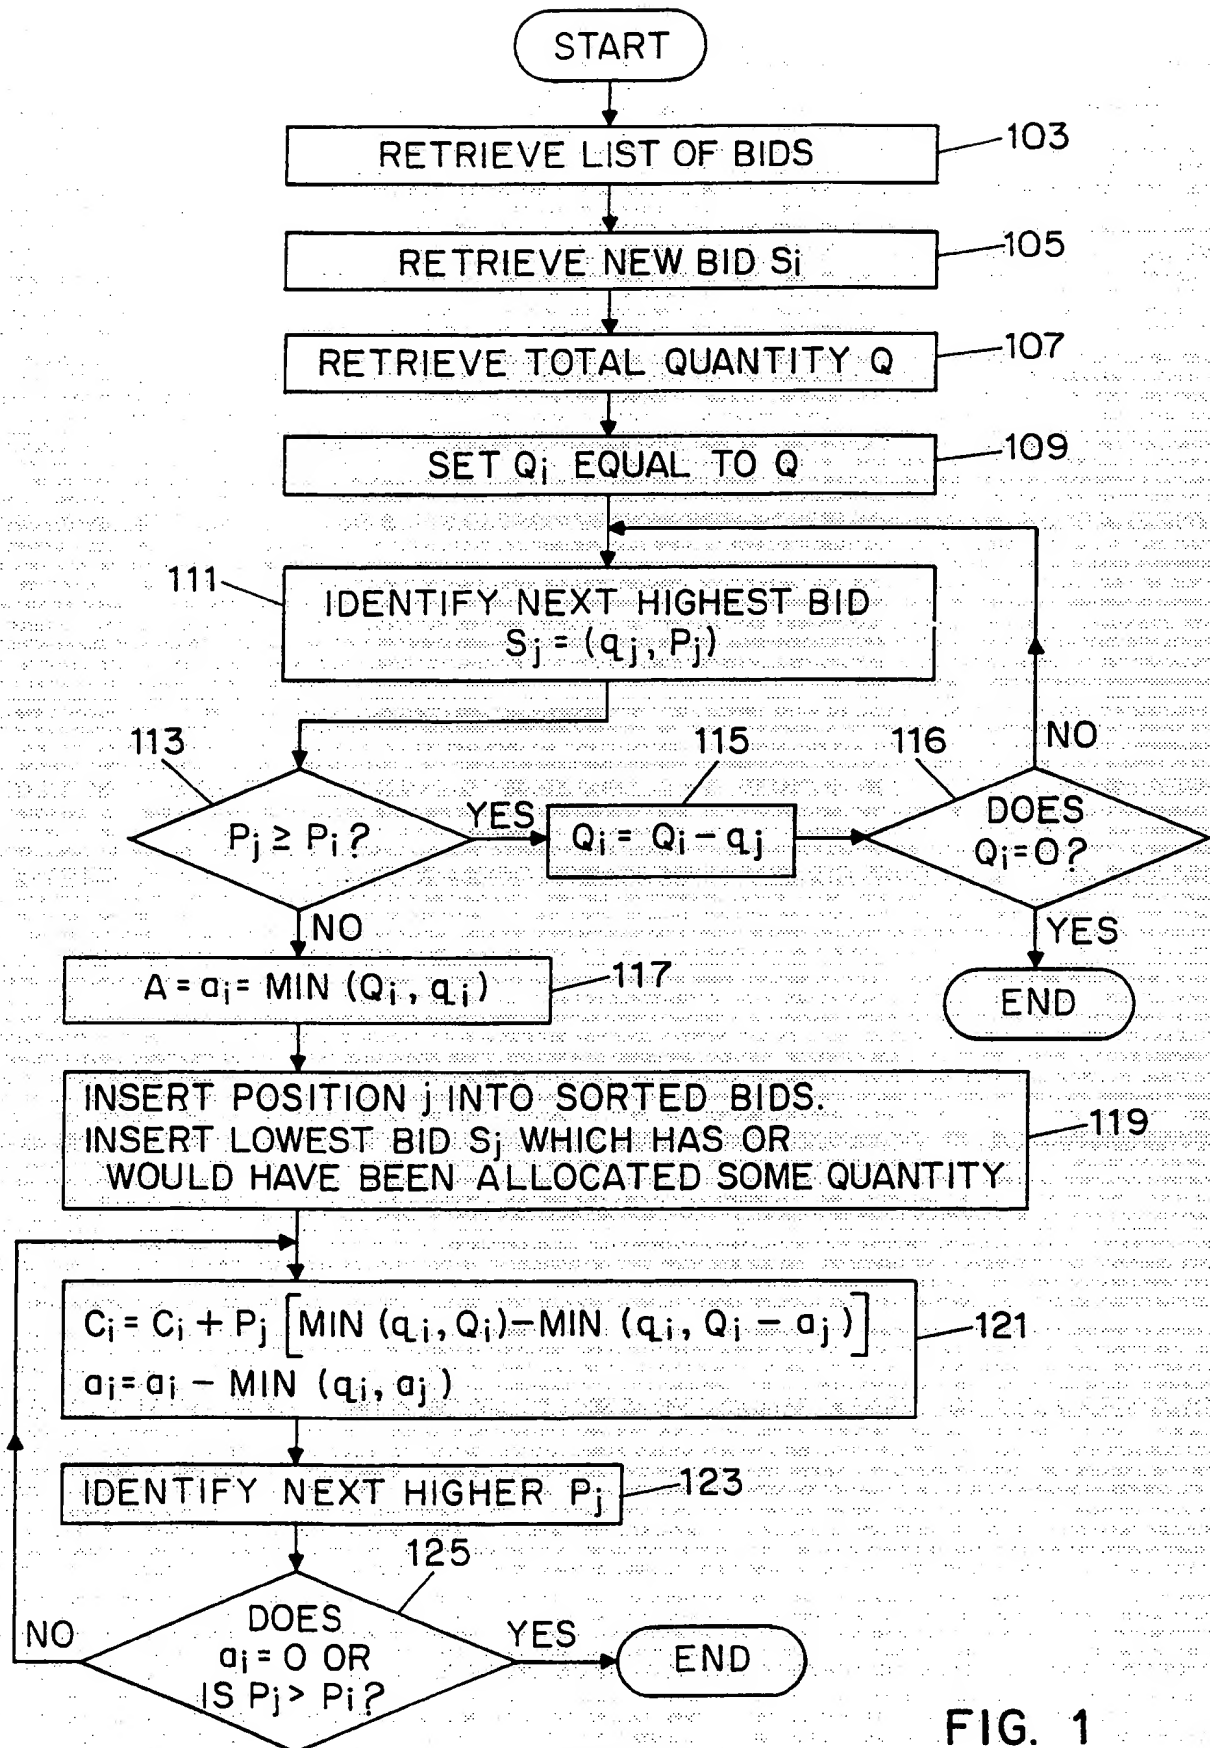 START
RETRIEVE LIST OF BIDS
103
RETRIEVE NEW BID Si
105
RETRIEVE TOTAL QUANTITY Q
107
SET Qi EQUAL TO Q
109
111
IDENTIFY NEXT HIGHEST BID
Sj = (qj, Pj)
113
Pj ≥ Pi?
YES
115
Qi = Qi - qj
116
NO
DOES
Qi=0?
YES
END
NO
A = ai = MIN (Qi, qi)
117
INSERT POSITION j INTO SORTED BIDS.
INSERT LOWEST BID Sj WHICH HAS OR
WOULD HAVE BEEN ALLOCATED SOME QUANTITY
119
Ci = Ci + Pj [MIN (qi, Qi)-MIN (qi, Qi - aj)]
ai = ai - MIN (qi, aj)
121
IDENTIFY NEXT HIGHER Pj
123
125
NO
DOES
ai = 0 OR
IS Pj > Pi?
YES
END
FIG. 1